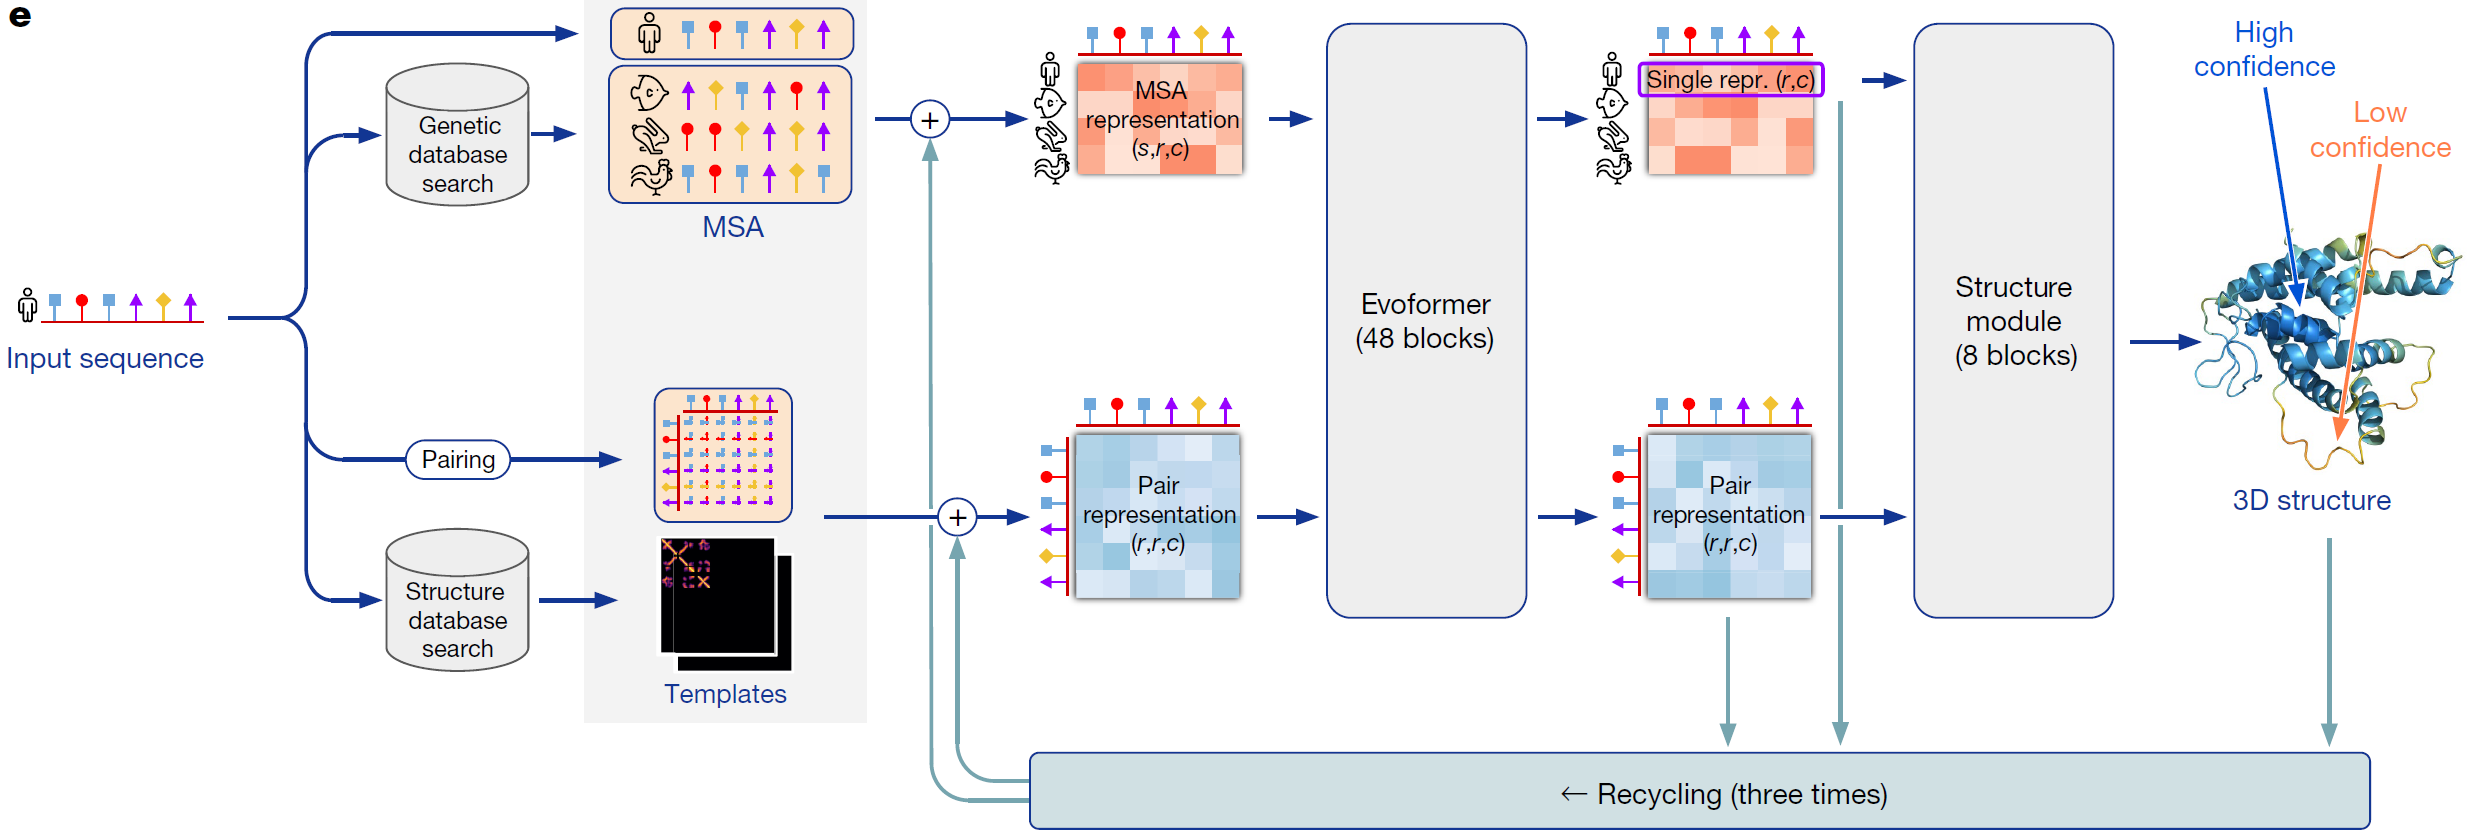 e
Input sequence
Genetic
database
search
MSA
Pairing
Structure
database
search
Templates
+
+
MSA
representation
(s,r,c)
Pair
representation
(r,r,c)
Evoformer
(48 blocks)
Single repr. (r,c)
Pair
representation
(r,r,c)
Structure
module
(8 blocks)
High
confidence
Low
confidence
3D structure
← Recycling (three times)